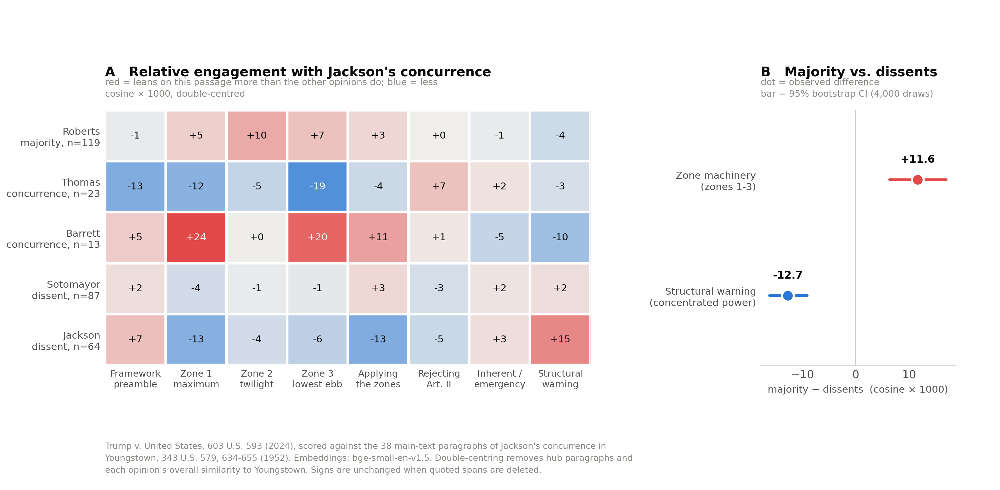 A Relative engagement with Jackson's concurrence
red = leans on this passage more than the other opinions do; blue = less
cosine × 1000, double-centred
Roberts
majority, n=119
-1 +5 +10 +7 +3 +0 -1 -4
Thomas
concurrence, n=23
-13 -12 -5 -19 -4 +7 +2 -3
Barrett
concurrence, n=13
+5 +24 +0 +20 +11 +1 -5 -10
Sotomayor
dissent, n=87
+2 -4 -1 -1 +3 -3 +2 +2
Jackson
dissent, n=64
+7 -13 -4 -6 -13 -5 +3 +15
Framework
preamble
Zone 1
maximum
Zone 2
twilight
Zone 3
lowest ebb
Applying
the zones
Rejecting
Art. II
Inherent /
emergency
Structural
warning
B Majority vs. dissents
dot = observed difference
bar = 95% bootstrap CI (4,000 draws)
+11.6
Zone machinery
(zones 1-3)
-12.7
Structural warning
(concentrated power)
−10 0 10
majority − dissents (cosine × 1000)
Trump v. United States, 603 U.S. 593 (2024), scored against the 38 main-text paragraphs of Jackson's concurrence in
Youngstown, 343 U.S. 579, 634-655 (1952). Embeddings: bge-small-en-v1.5. Double-centring removes hub paragraphs and
each opinion's overall similarity to Youngstown. Signs are unchanged when quoted spans are deleted.